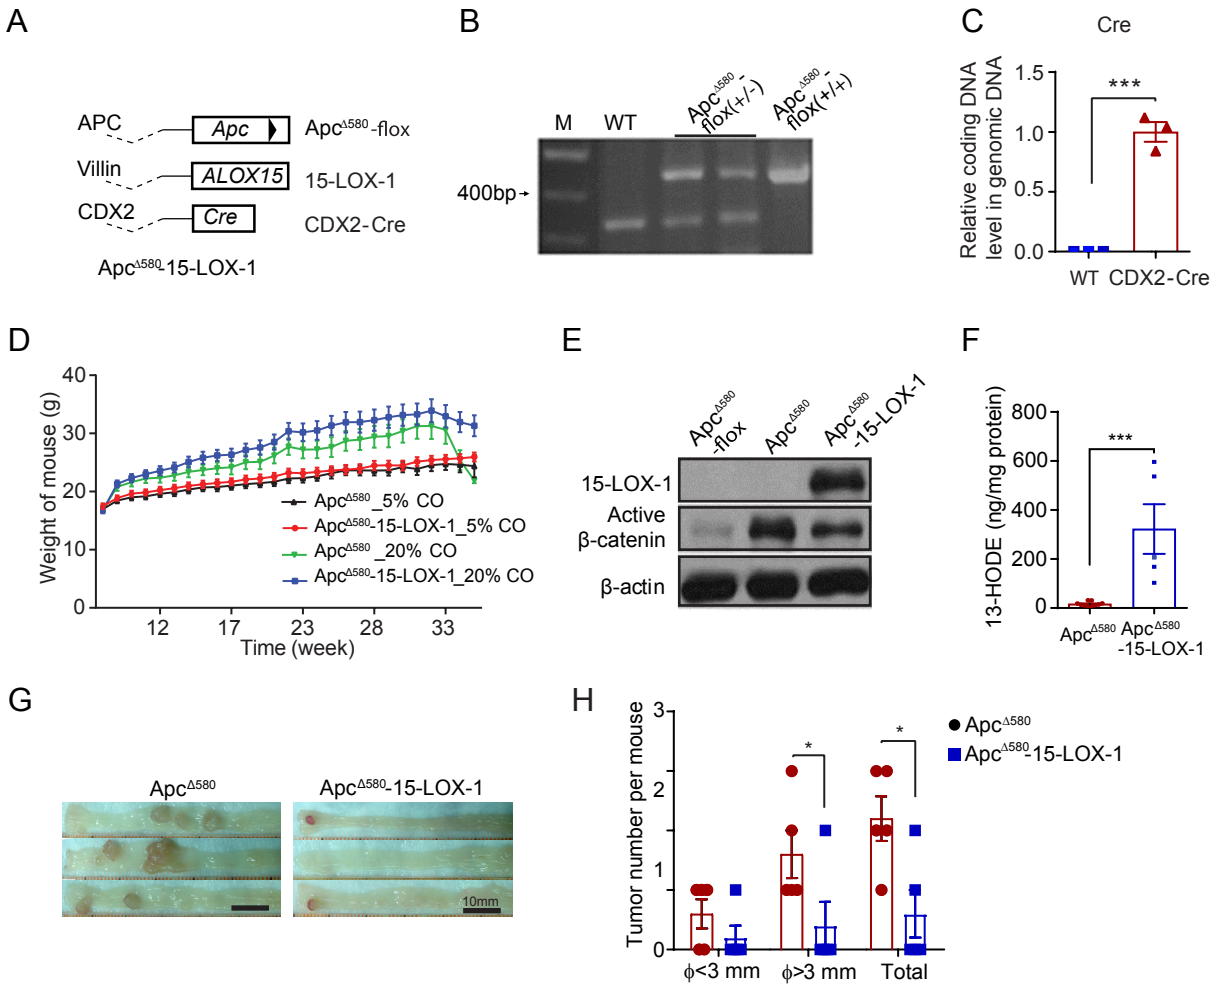 A
APC
Apc
Apc^Δ580-flox
Villin
ALOX15
15-LOX-1
CDX2
Cre
CDX2-Cre
Apc^Δ580-15-LOX-1
B
M
WT
Apc^Δ580-
flox(+/-)
Apc^Δ580-
flox(+/+)
400bp
C
Cre
***
Relative coding DNA
level in genomic DNA
1.5
1.0
0.5
0.0
WT
CDX2-Cre
D
Weight of mouse (g)
40
30
20
10
0
Apc^Δ580_5% CO
Apc^Δ580-15-LOX-1_5% CO
Apc^Δ580_20% CO
Apc^Δ580-15-LOX-1_20% CO
12
17
23
28
33
Time (week)
E
Apc^Δ580
-flox
Apc^Δ580
Apc^Δ580
-15-LOX-1
15-LOX-1
Active
β-catenin
β-actin
F
13-HODE (ng/mg protein)
800
600
400
200
0
***
Apc^Δ580
Apc^Δ580
-15-LOX-1
G
Apc^Δ580
Apc^Δ580-15-LOX-1
10mm
H
Tumor number per mouse
3
2
1
0
*
*
Apc^Δ580
Apc^Δ580-15-LOX-1
ϕ<3 mm
ϕ>3 mm
Total